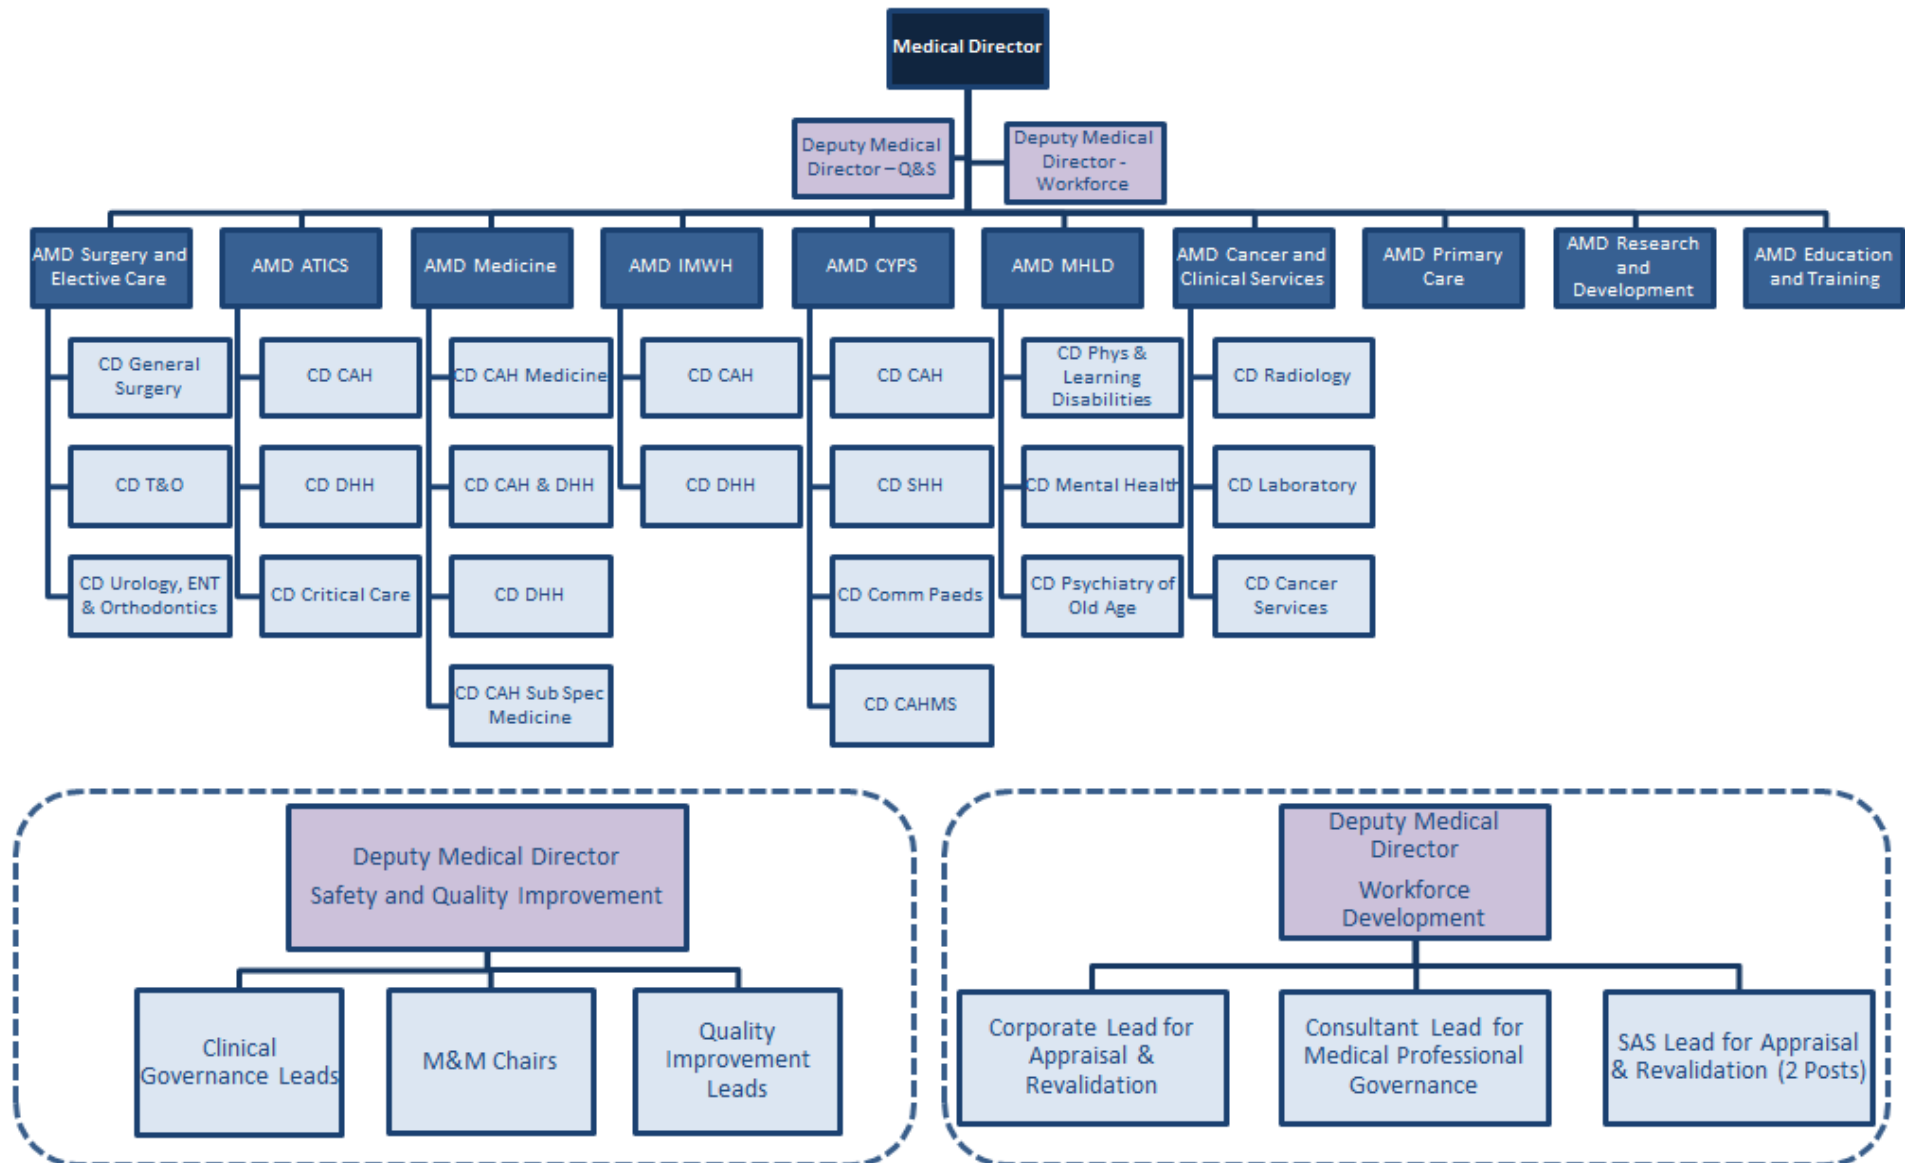 Medical Director
Deputy Medical
Director – Q&S
Deputy Medical
Director -
Workforce
AMD Surgery and
Elective Care
AMD ATICS
AMD Medicine
AMD IMWH
AMD CYPS
AMD MHLD
AMD Cancer and
Clinical Services
AMD Primary
Care
AMD Research
and
Development
AMD Education
and Training
CD General
Surgery
CD T&O
CD Urology, ENT
& Orthodontics
CD CAH
CD DHH
CD Critical Care
CD CAH Medicine
CD CAH & DHH
CD DHH
CD CAH Sub Spec
Medicine
CD CAH
CD DHH
CD CAH
CD SHH
CD Comm Paeds
CD CAHMS
CD Phys &
Learning
Disabilities
CD Mental Health
CD Psychiatry of
Old Age
CD Radiology
CD Laboratory
CD Cancer
Services
Deputy Medical Director
Safety and Quality Improvement
Clinical
Governance Leads
M&M Chairs
Quality
Improvement
Leads
Deputy Medical
Director
Workforce
Development
Corporate Lead for
Appraisal &
Revalidation
Consultant Lead for
Medical Professional
Governance
SAS Lead for Appraisal
& Revalidation (2 Posts)